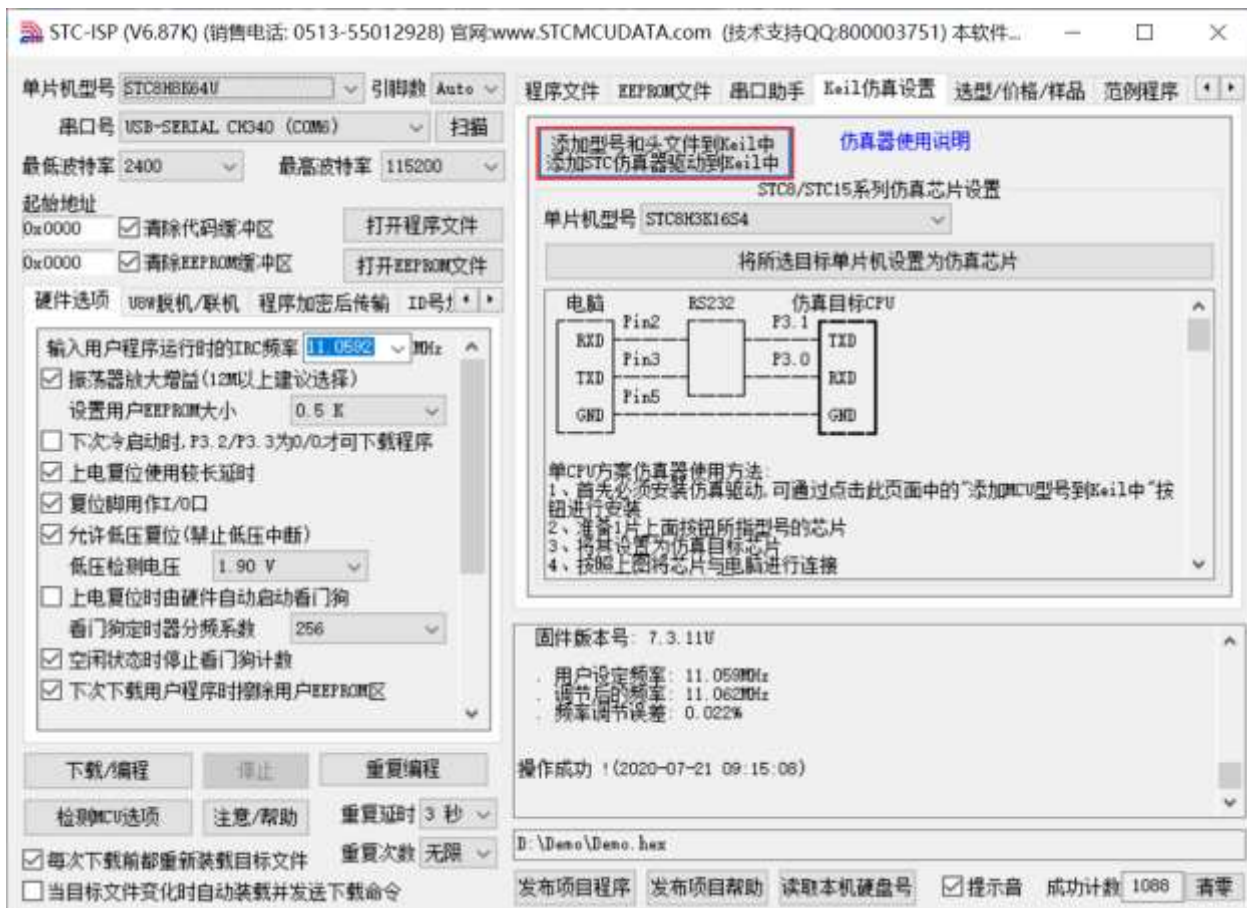 STC-ISP (V6.87K) (销售电话: 0513-55012928) 官网:www.STCMCUDATA.com (技术支持QQ:800003751) 本软件...
单片机型号 STC8H8K64U 引脚数 Auto
串口号 USB-SERIAL CH340 (COM6) 扫描
最低波特率 2400 最高波特率 115200
起始地址
0x0000 清除代码缓冲区 打开程序文件
0x0000 清除EEPROM缓冲区 打开EEPROM文件
硬件选项 U8W脱机/联机 程序加密后传输 ID号
输入用户程序运行时的IRC频率 11.0592 MHz
振荡器放大增益(12M以上建议选择)
设置用户EEPROM大小 0.5 K
下次冷启动时,P3.2/P3.3为0/0才可下载程序
上电复位使用较长延时
复位脚用作I/O口
允许低压复位(禁止低压中断)
低压检测电压 1.90 V
上电复位时由硬件自动启动看门狗
看门狗定时器分频系数 256
空闲状态时停止看门狗计数
下次下载用户程序时擦除用户EEPROM区
下载/编程 停止 重复编程
检测MCU选项 注意/帮助 重复延时 3 秒
每次下载前都重新装载目标文件 重复次数 无限
当目标文件变化时自动装载并发送下载命令
程序文件 EEPROM文件 串口助手 Keil仿真设置 选型/价格/样品 范例程序
添加型号和头文件到Keil中
添加STC仿真器驱动到Keil中
仿真器使用说明
STC8/STC15系列仿真芯片设置
单片机型号 STC8H3K16S4
将所选目标单片机设置为仿真芯片
电脑 RS232 仿真目标CPU
Pin2 P3.1
RXD TXD
Pin3 P3.0
TXD RXD
Pin5
GND GND
单CPU方案仿真器使用方法:
1、首先必须安装仿真驱动,可通过点击此页面中的"添加MCU型号到Keil中"按
钮进行安装
2、准备1片上面按钮所指型号的芯片
3、将其设置为仿真目标芯片
4、按照上图将芯片与电脑进行连接
固件版本号: 7.3.11U
. 用户设定频率: 11.059MHz
. 调节后的频率: 11.062MHz
. 频率调节误差: 0.022%
操作成功 !(2020-07-21 09:15:08)
D:\Demo\Demo.hex
发布项目程序 发布项目帮助 读取本机硬盘号 提示音 成功计数 1088 清零